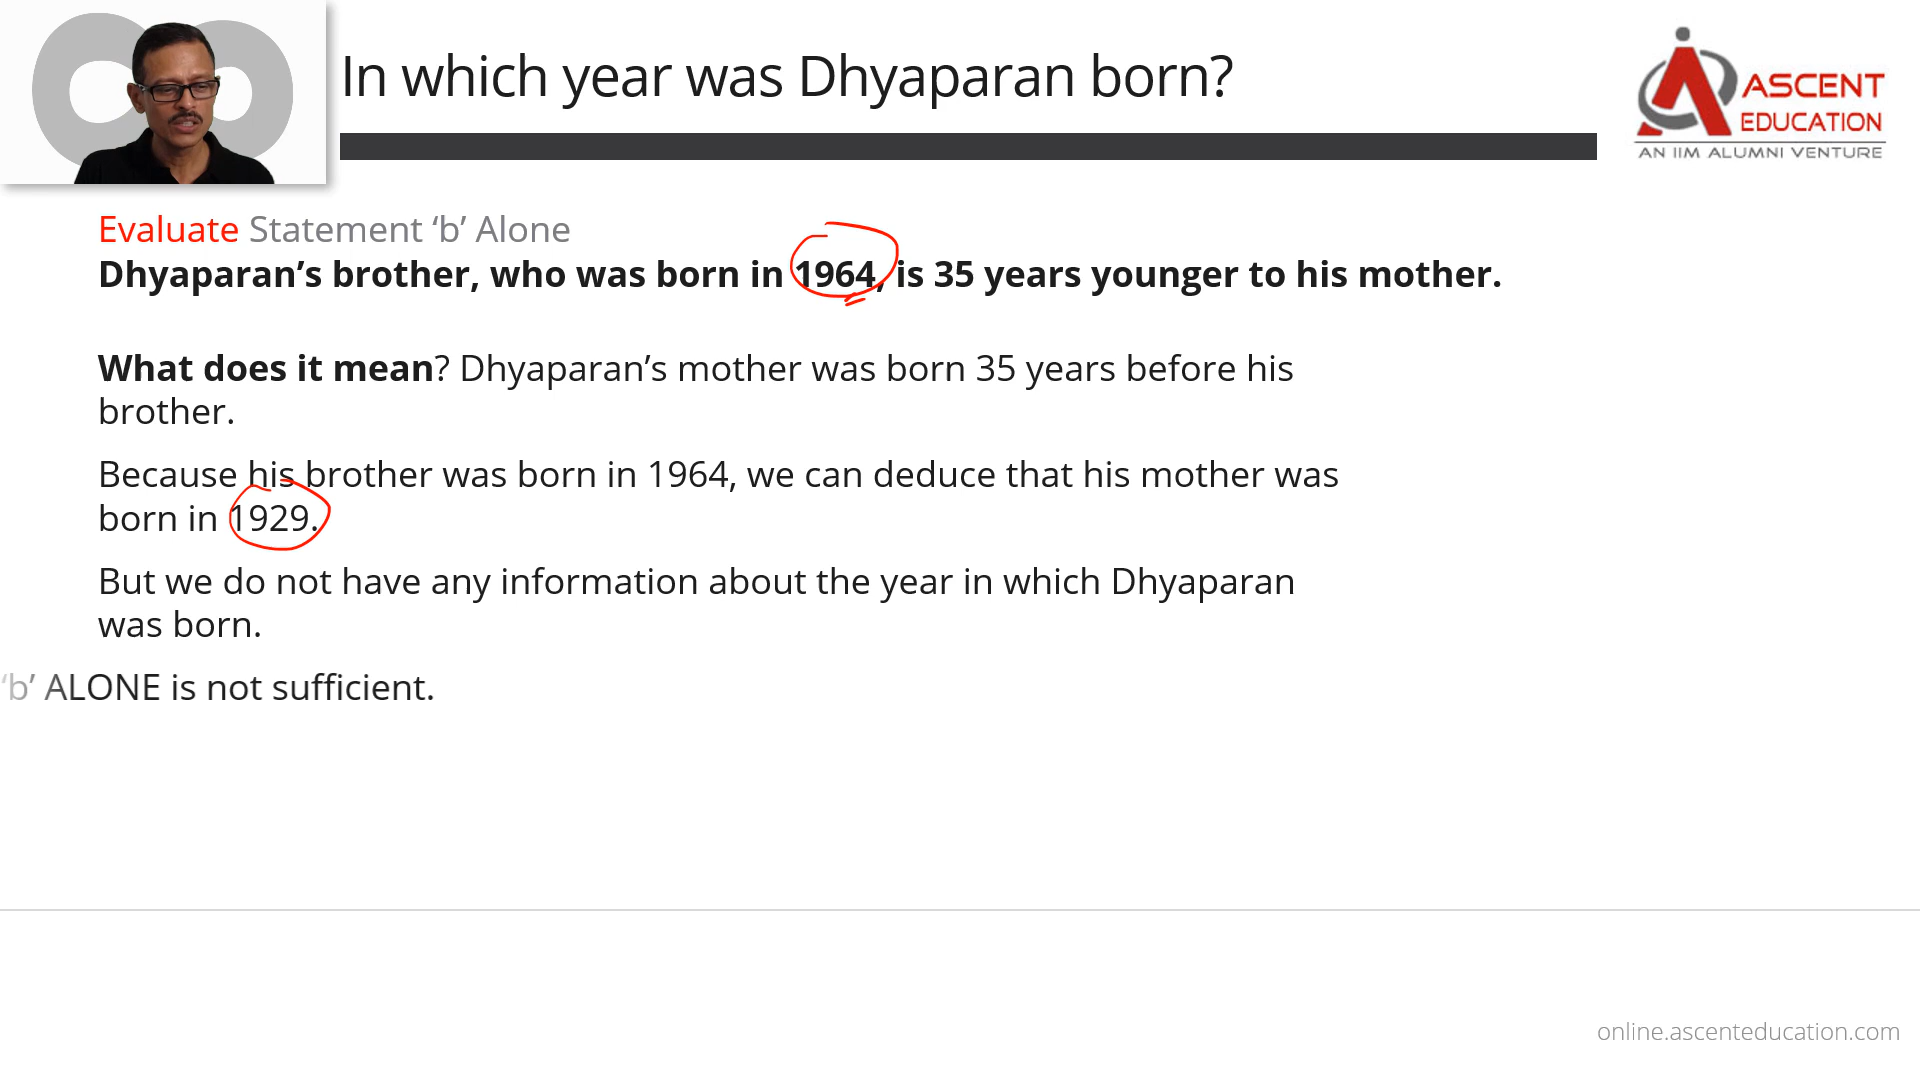 In which year was Dhyaparan born?
ASCENT
EDUCATION
AN IIM ALUMNI VENTURE
Evaluate Statement ‘b’ Alone
Dhyaparan’s brother, who was born in 1964, is 35 years younger to his mother.
What does it mean? Dhyaparan’s mother was born 35 years before his
brother.
Because his brother was born in 1964, we can deduce that his mother was
born in 1929.
But we do not have any information about the year in which Dhyaparan
was born.
‘b’ ALONE is not sufficient.
online.ascenteducation.com